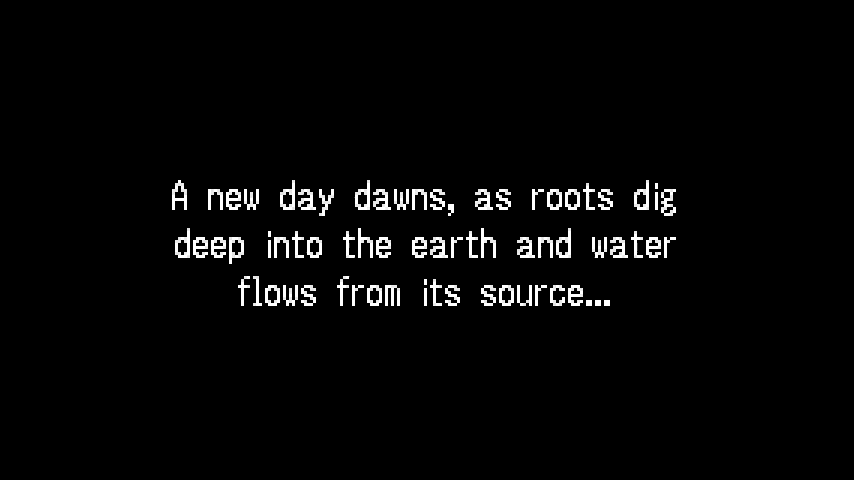 A new day dawns, as roots dig
deep into the earth and water
flows from its source...